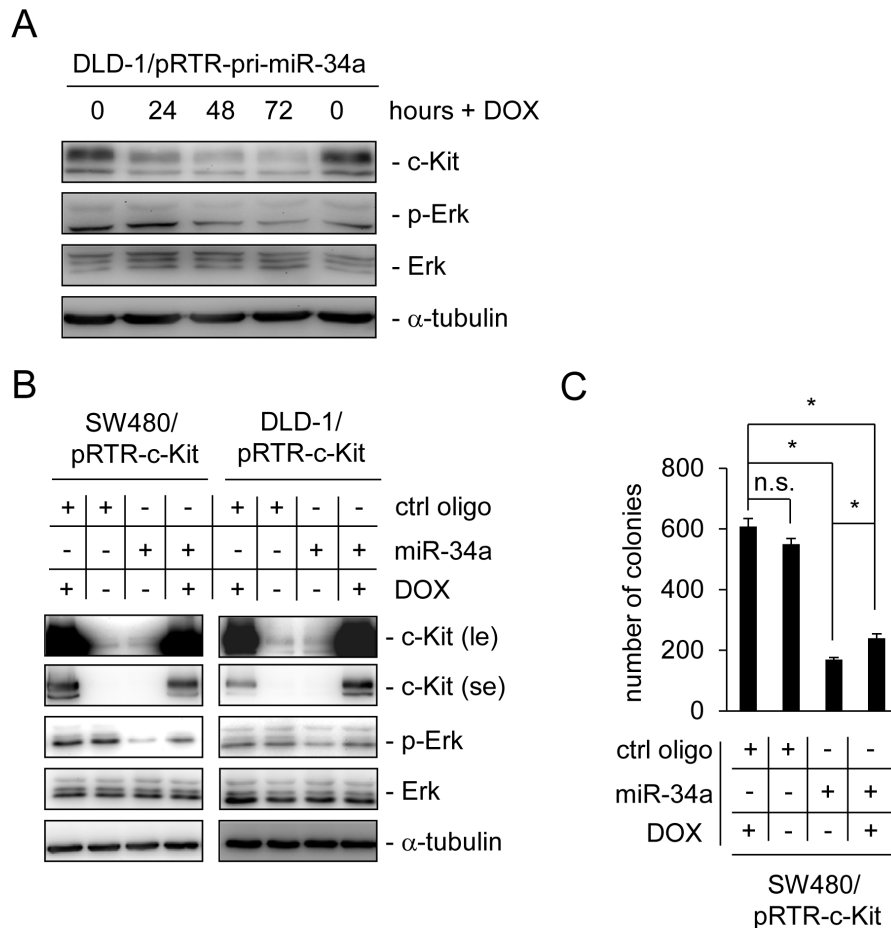 A
DLD-1/pRTR-pri-miR-34a
0 24 48 72 0 hours + DOX
- c-Kit
- p-Erk
- Erk
- α-tubulin
B
SW480/
pRTR-c-Kit
DLD-1/
pRTR-c-Kit
+ + - - + + - - ctrl oligo
- - + + - - + + miR-34a
+ - - + + - - + DOX
- c-Kit (le)
- c-Kit (se)
- p-Erk
- Erk
- α-tubulin
C
*
*
n.s.
*
number of colonies
800
600
400
200
0
ctrl oligo + + - -
miR-34a - - + +
DOX + - - +
SW480/
pRTR-c-Kit